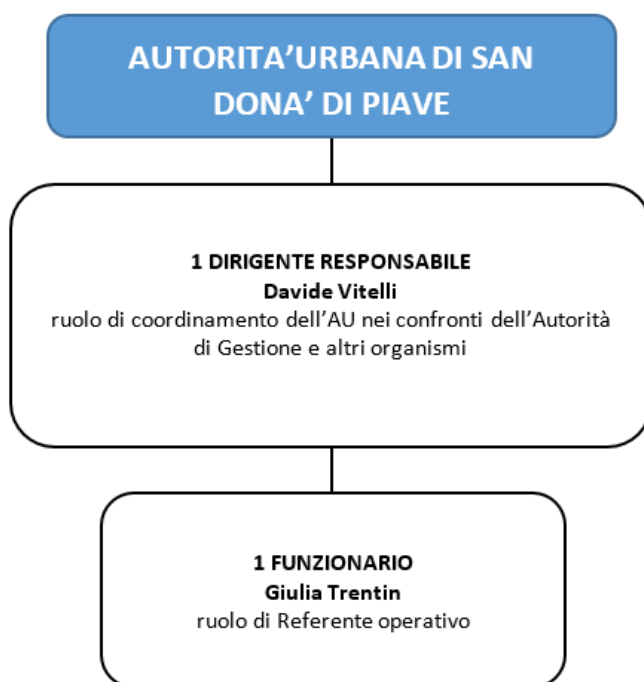 AUTORITA’URBANA DI SAN
DONA’ DI PIAVE
1 DIRIGENTE RESPONSABILE
Davide Vitelli
ruolo di coordinamento dell’AU nei confronti dell’Autorità
di Gestione e altri organismi
1 FUNZIONARIO
Giulia Trentin
ruolo di Referente operativo